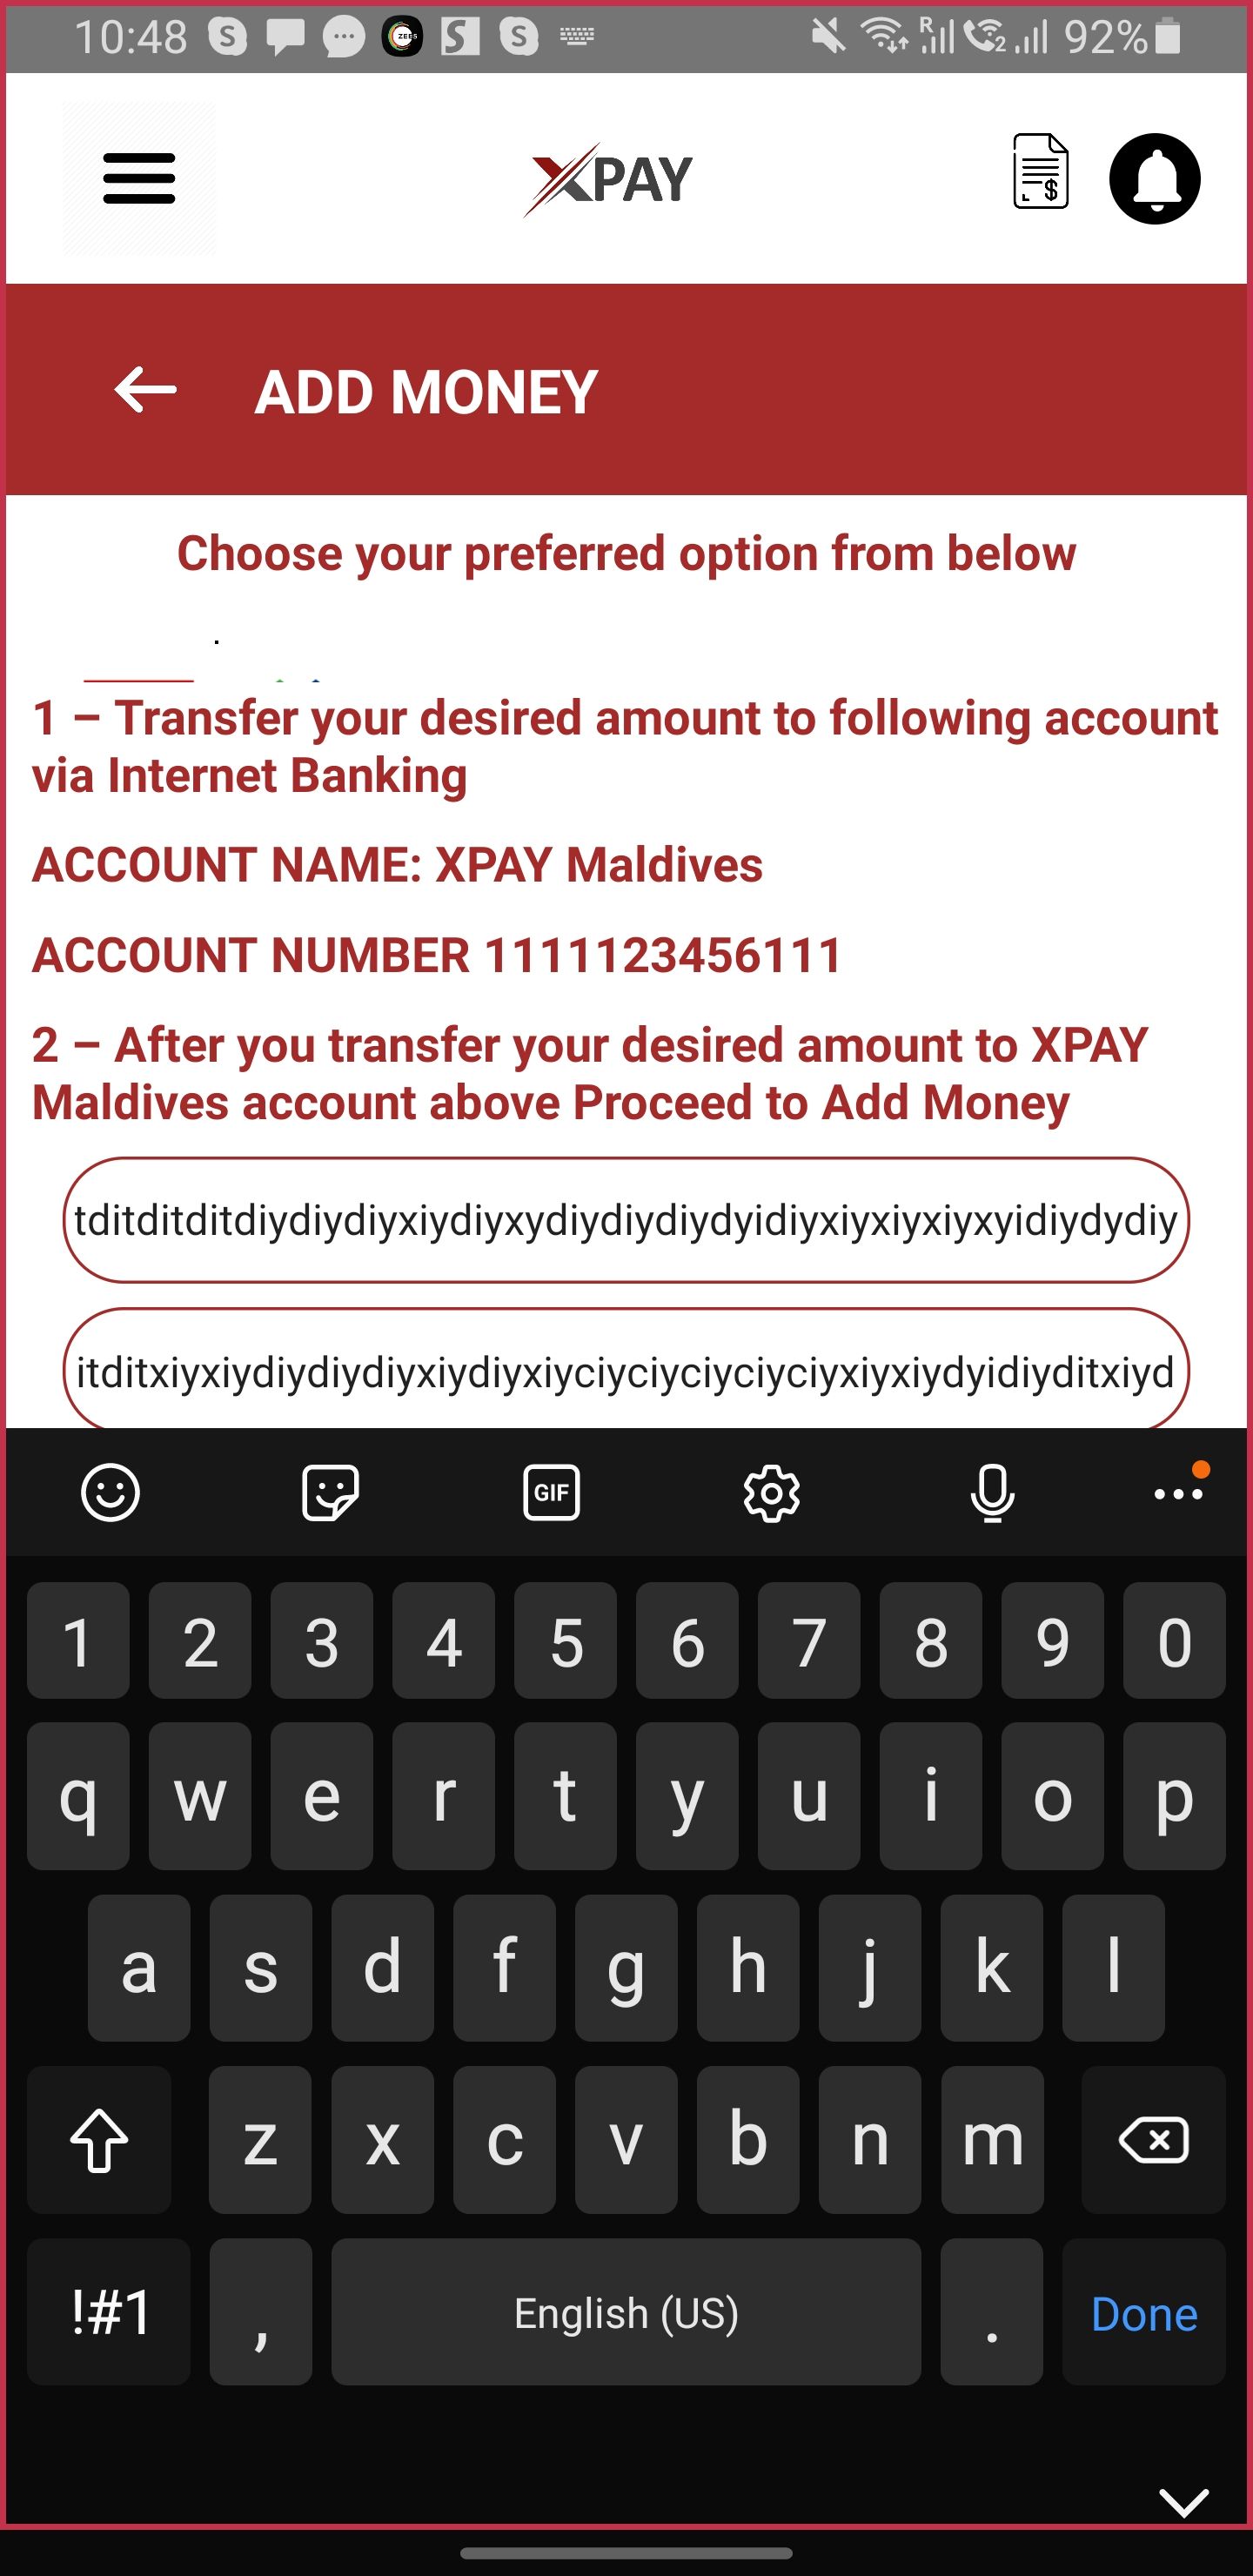 10:48 92%
XPAY
ADD MONEY
Choose your preferred option from below
1 – Transfer your desired amount to following account
via Internet Banking
ACCOUNT NAME: XPAY Maldives
ACCOUNT NUMBER 1111123456111
2 – After you transfer your desired amount to XPAY
Maldives account above Proceed to Add Money
tditditditdiydiydiyxiydiyxydiydiydiydyidiyxiyxiyxiyxyidiydydiy
itditxiyxiydiydiydiyxiydiyxiyciyciyciyciyciyxiyxiydyidiyditxiyd
GIF
1 2 3 4 5 6 7 8 9 0
q w e r t y u i o p
a s d f g h j k l
z x c v b n m
!#1 , English (US) . Done